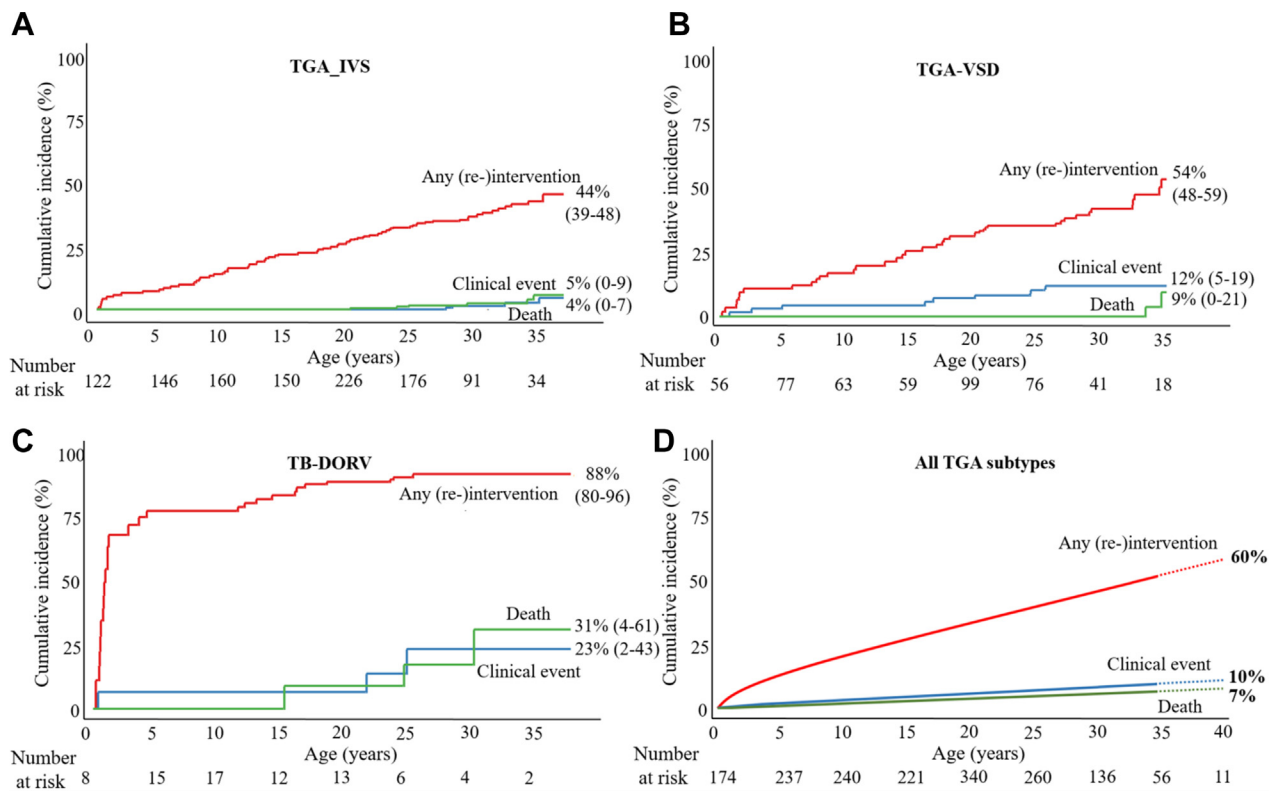 A
TGA_IVS
Cumulative incidence (%)
100
75
50
25
0
Any (re-)intervention
44%
(39-48)
Clinical event
5% (0-9)
4% (0-7)
Death
0 5 10 15 20 25 30 35
Age (years)
Number
at risk
122 146 160 150 226 176 91 34
B
TGA-VSD
Cumulative incidence (%)
100
75
50
25
0
Any (re-)intervention
54%
(48-59)
Clinical event
12% (5-19)
9% (0-21)
Death
0 5 10 15 20 25 30 35
Age (years)
Number
at risk
56 77 63 59 99 76 41 18
C
TB-DORV
Cumulative incidence (%)
100
75
50
25
0
88%
(80-96)
Any (re-)intervention
Death
31% (4-61)
23% (2-43)
Clinical event
0 5 10 15 20 25 30 35
Age (years)
Number
at risk
8 15 17 12 13 6 4 2
D
All TGA subtypes
Cumulative incidence (%)
100
75
50
25
0
Any (re-)intervention
60%
Clinical event
10%
7%
Death
0 5 10 15 20 25 30 35 40
Age (years)
Number
at risk
174 237 240 221 340 260 136 56 11